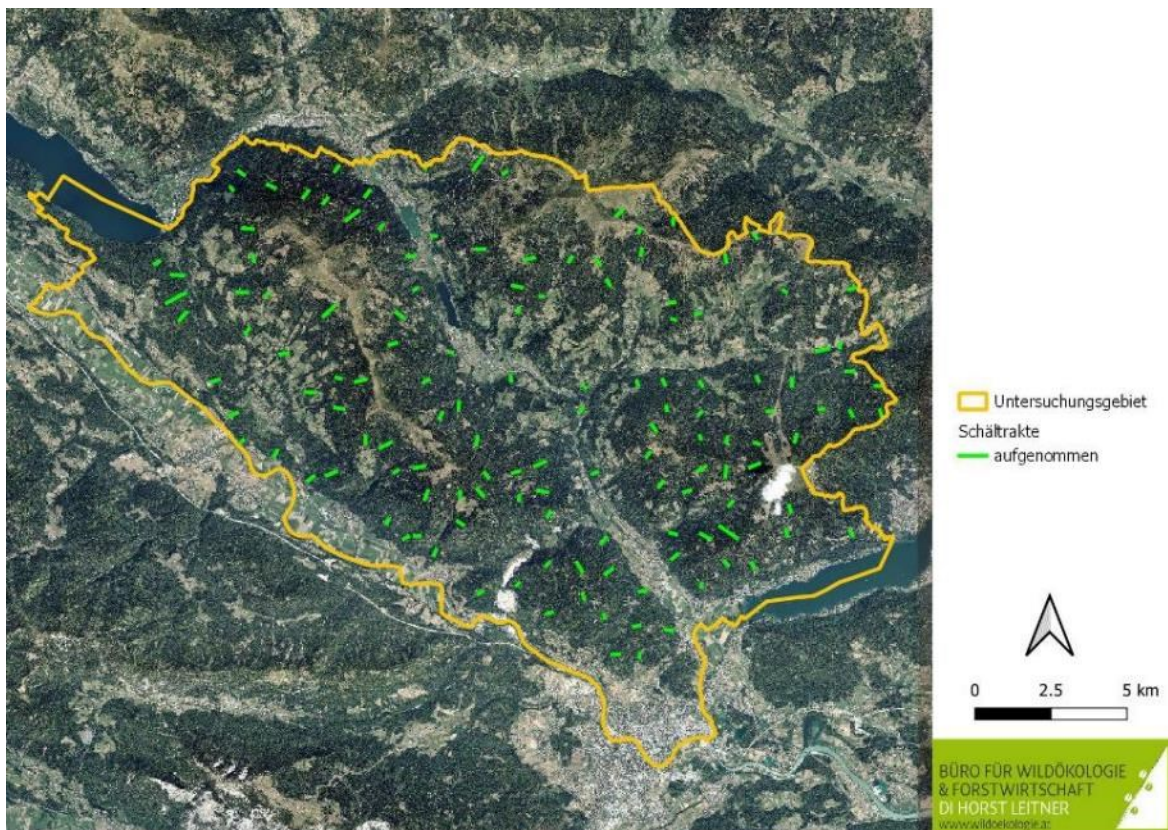 Untersuchungsgebiet
Schältrakte
aufgenommen
0 2.5 5 km
BÜRO FÜR WILDÖKOLOGIE
& FORSTWIRTSCHAFT
DI HORST LEITNER
www.wildoekologie.at